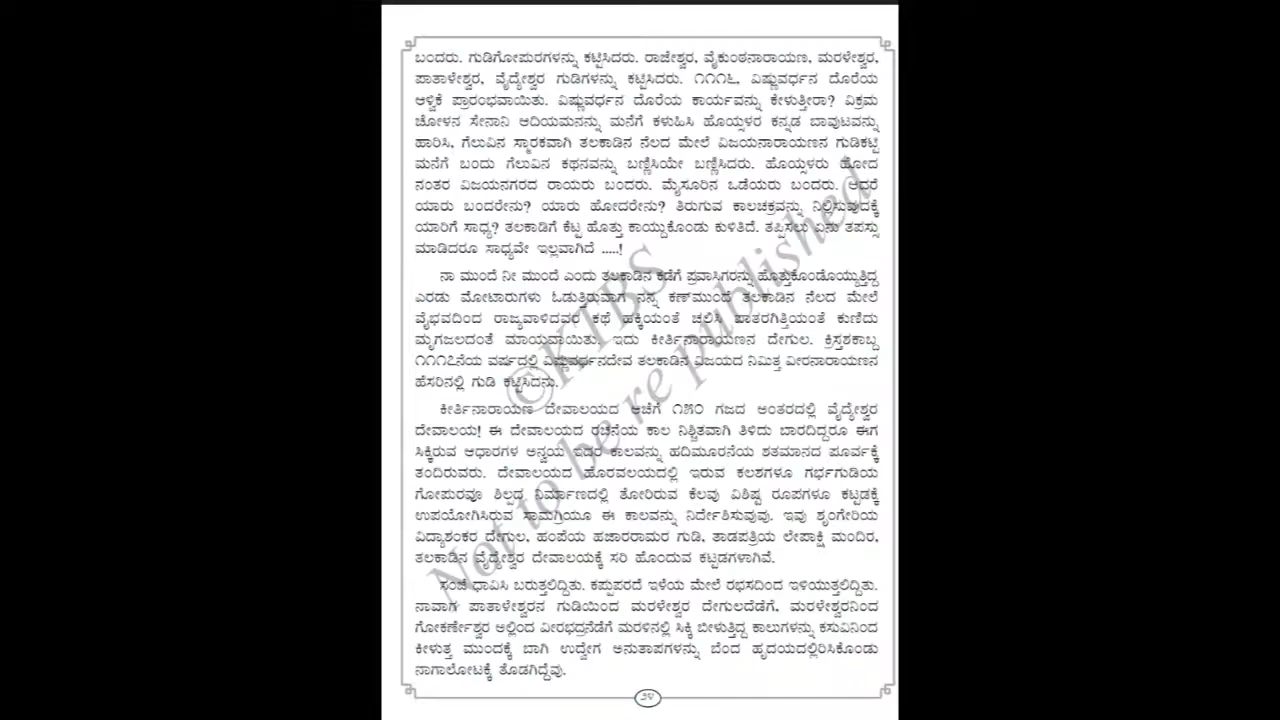 ಬಂದರು. ಗುಡಿಗೋಪುರಗಳನ್ನು ಕಟ್ಟಿಸಿದರು. ರಾಜೇಶ್ವರ, ವೈಕುಂಠನಾರಾಯಣ, ಮರಳೇಶ್ವರ,
ಪಾತಾಳೇಶ್ವರ, ವೈದ್ಯೇಶ್ವರ ಗುಡಿಗಳನ್ನು ಕಟ್ಟಿಸಿದರು. ೧೧೧೬, ವಿಷ್ಣುವರ್ಧನ ದೊರೆಯ
ಆಳ್ವಿಕೆ ಪ್ರಾರಂಭವಾಯಿತು. ವಿಷ್ಣುವರ್ಧನ ದೊರೆಯ ಕಾರ್ಯವನ್ನು ಕೇಳುತ್ತೀರಾ? ವಿಕ್ರಮ
ಚೋಳನ ಸೇನಾನಿ ಆದಿಯಮನನ್ನು ಮನೆಗೆ ಕಳುಹಿಸಿ ಹೊಯ್ಸಳರ ಕನ್ನಡ ಬಾವುಟವನ್ನು
ಹಾರಿಸಿ, ಗೆಲುವಿನ ಸ್ಮಾರಕವಾಗಿ ತಲಕಾಡಿನ ನೆಲದ ಮೇಲೆ ವಿಜಯನಾರಾಯಣನ ಗುಡಿಕಟ್ಟಿ
ಮನೆಗೆ ಬಂದು ಗೆಲುವಿನ ಕಥನವನ್ನು ಬಣ್ಣಿಸಿಯೇ ಬಣ್ಣಿಸಿದರು. ಹೊಯ್ಸಳರು ಹೋದ
ನಂತರ ವಿಜಯನಗರದ ರಾಯರು ಬಂದರು. ಮೈಸೂರಿನ ಒಡೆಯರು ಬಂದರು. ಆದರೆ
ಯಾರು ಬಂದರೇನು? ಯಾರು ಹೋದರೇನು? ತಿರುಗುವ ಕಾಲಚಕ್ರವನ್ನು ನಿಲ್ಲಿಸುವುದಕ್ಕೆ
ಯಾರಿಗೆ ಸಾಧ್ಯ? ತಲಕಾಡಿಗೆ ಕೆಟ್ಟ ಹೊತ್ತು ಕಾಯ್ದುಕೊಂಡು ಕುಳಿತಿದೆ. ತಪ್ಪಿಸಲು ಏನು ತಪಸ್ಸು
ಮಾಡಿದರೂ ಸಾಧ್ಯವೇ ಇಲ್ಲವಾಗಿದೆ .....!
ನಾ ಮುಂದೆ ನೀ ಮುಂದೆ ಎಂದು ತಲಕಾಡಿನ ಕಡೆಗೆ ಪ್ರವಾಸಿಗರನ್ನು ಹೊತ್ತುಕೊಂಡೊಯ್ಯುತ್ತಿದ್ದ
ಎರಡು ಮೋಟಾರುಗಳು ಓಡುತ್ತಿರುವಾಗ ನನ್ನ ಕಣ್‌ಮುಂದೆ ತಲಕಾಡಿನ ನೆಲದ ಮೇಲೆ
ವೈಭವದಿಂದ ರಾಜ್ಯವಾಳಿದವರ ಕಥೆ ಹಕ್ಕಿಯಂತೆ ಚಲಿಸಿ ಪಾತರಗಿತ್ತಿಯಂತೆ ಕುಣಿದು
ಮೃಗಜಲದಂತೆ ಮಾಯವಾಯಿತು. ಇದು ಕೀರ್ತಿನಾರಾಯಣನ ದೇಗುಲ. ಕ್ರಿಸ್ತಶಕಾಬ್ದ
೧೧೧೭ನೆಯ ವರ್ಷದಲ್ಲಿ ವಿಷ್ಣುವರ್ಧನದೇವ ತಲಕಾಡಿನ ವಿಜಯದ ನಿಮಿತ್ತ ವೀರನಾರಾಯಣನ
ಹೆಸರಿನಲ್ಲಿ ಗುಡಿ ಕಟ್ಟಿಸಿದನು.
ಕೀರ್ತಿನಾರಾಯಣ ದೇವಾಲಯದ ಆಚೆಗೆ ೧೫೦ ಗಜದ ಅಂತರದಲ್ಲಿ ವೈದ್ಯೇಶ್ವರ
ದೇವಾಲಯ! ಈ ದೇವಾಲಯದ ರಚನೆಯ ಕಾಲ ನಿಶ್ಚಿತವಾಗಿ ತಿಳಿದು ಬಾರದಿದ್ದರೂ ಈಗ
ಸಿಕ್ಕಿರುವ ಆಧಾರಗಳ ಅನ್ವಯ ಇದರ ಕಾಲವನ್ನು ಹದಿಮೂರನೆಯ ಶತಮಾನದ ಪೂರ್ವಕ್ಕೆ
ತಂದಿರುವರು. ದೇವಾಲಯದ ಹೊರವಲಯದಲ್ಲಿ ಇರುವ ಕಲಶಗಳೂ ಗರ್ಭಗುಡಿಯ
ಗೋಪುರವೂ ಶಿಲ್ಪದ ನಿರ್ಮಾಣದಲ್ಲಿ ತೋರಿರುವ ಕೆಲವು ವಿಶಿಷ್ಟ ರೂಪಗಳೂ ಕಟ್ಟಡಕ್ಕೆ
ಉಪಯೋಗಿಸಿರುವ ಸಾಮಗ್ರಿಯೂ ಈ ಕಾಲವನ್ನು ನಿರ್ದೇಶಿಸುವುವು. ಇವು ಶೃಂಗೇರಿಯ
ವಿದ್ಯಾಶಂಕರ ದೇಗುಲ, ಹಂಪೆಯ ಹಜಾರರಾಮರ ಗುಡಿ, ತಾಡಪತ್ರಿಯ ಲೇಪಾಕ್ಷಿ ಮಂದಿರ,
ತಲಕಾಡಿನ ವೈದ್ಯೇಶ್ವರ ದೇವಾಲಯಕ್ಕೆ ಸರಿ ಹೊಂದುವ ಕಟ್ಟಡಗಳಾಗಿವೆ.
ಸಂಜೆ ಧಾವಿಸಿ ಬರುತ್ತಲಿದ್ದಿತು. ಕಪ್ಪುಪರದೆ ಇಳೆಯ ಮೇಲೆ ರಭಸದಿಂದ ಇಳಿಯುತ್ತಲಿದ್ದಿತು.
ನಾವಾಗ ಪಾತಾಳೇಶ್ವರನ ಗುಡಿಯಿಂದ ಮರಳೇಶ್ವರ ದೇಗುಲದೆಡೆಗೆ, ಮರಳೇಶ್ವರನಿಂದ
ಗೋಕರ್ಣೇಶ್ವರ ಅಲ್ಲಿಂದ ವೀರಭದ್ರನೆಡೆಗೆ ಮರಳಿನಲ್ಲಿ ಸಿಕ್ಕಿ ಬೀಳುತ್ತಿದ್ದ ಕಾಲುಗಳನ್ನು ಕಸುವಿನಿಂದ
ಕೀಳುತ್ತ ಮುಂದಕ್ಕೆ ಬಾಗಿ ಉದ್ವೇಗ ಅನುತಾಪಗಳನ್ನು ಬೆಂದ ಹೃದಯದಲ್ಲಿರಿಸಿಕೊಂಡು
ನಾಗಾಲೋಟಕ್ಕೆ ತೊಡಗಿದ್ದೆವು.
೨೪
©KTBS
Not to be republished